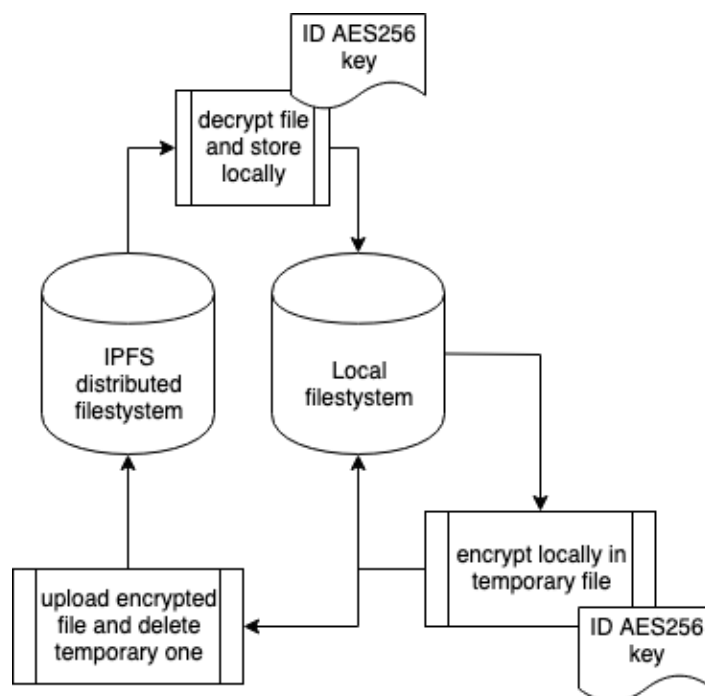 ID AES256
key
decrypt file
and store
locally
IPFS
distributed
filestystem
Local
filestystem
encrypt locally in
temporary file
upload encrypted
file and delete
temporary one
ID AES256
key